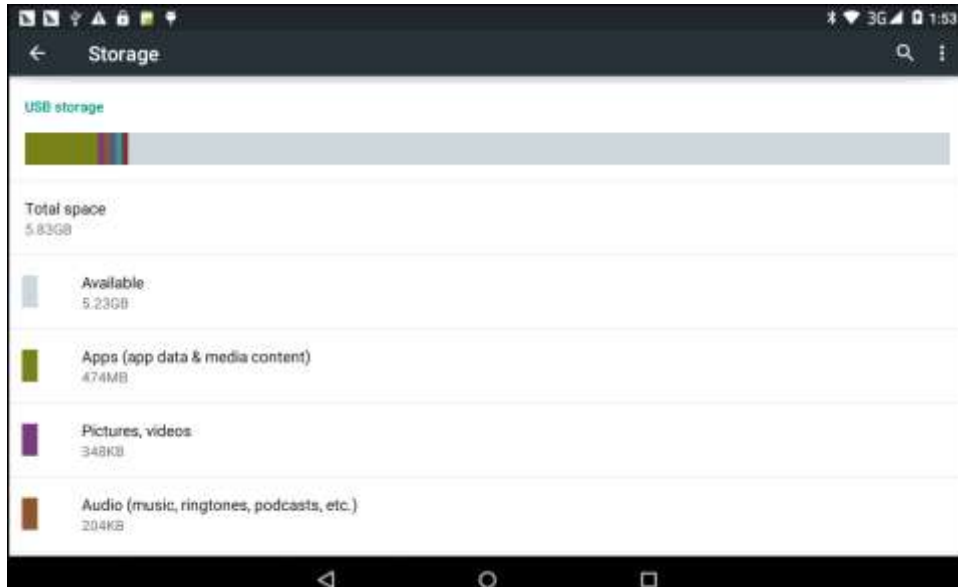 3G 1:53
Storage
USB storage
Total space
5.83GB
Available
5.23GB
Apps (app data & media content)
474MB
Pictures, videos
348KB
Audio (music, ringtones, podcasts, etc.)
204KB